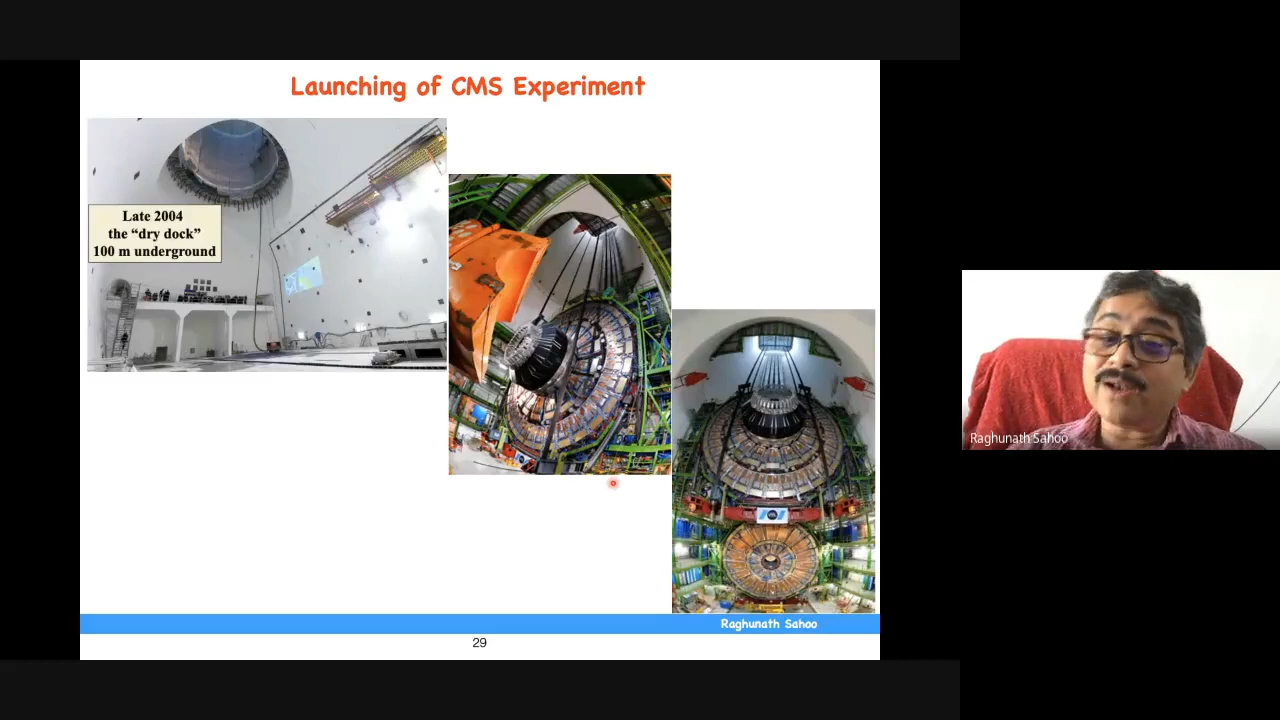 Launching of CMS Experiment
Late 2004
the “dry dock”
100 m underground
Raghunath Sahoo
29
Raghunath Sahoo